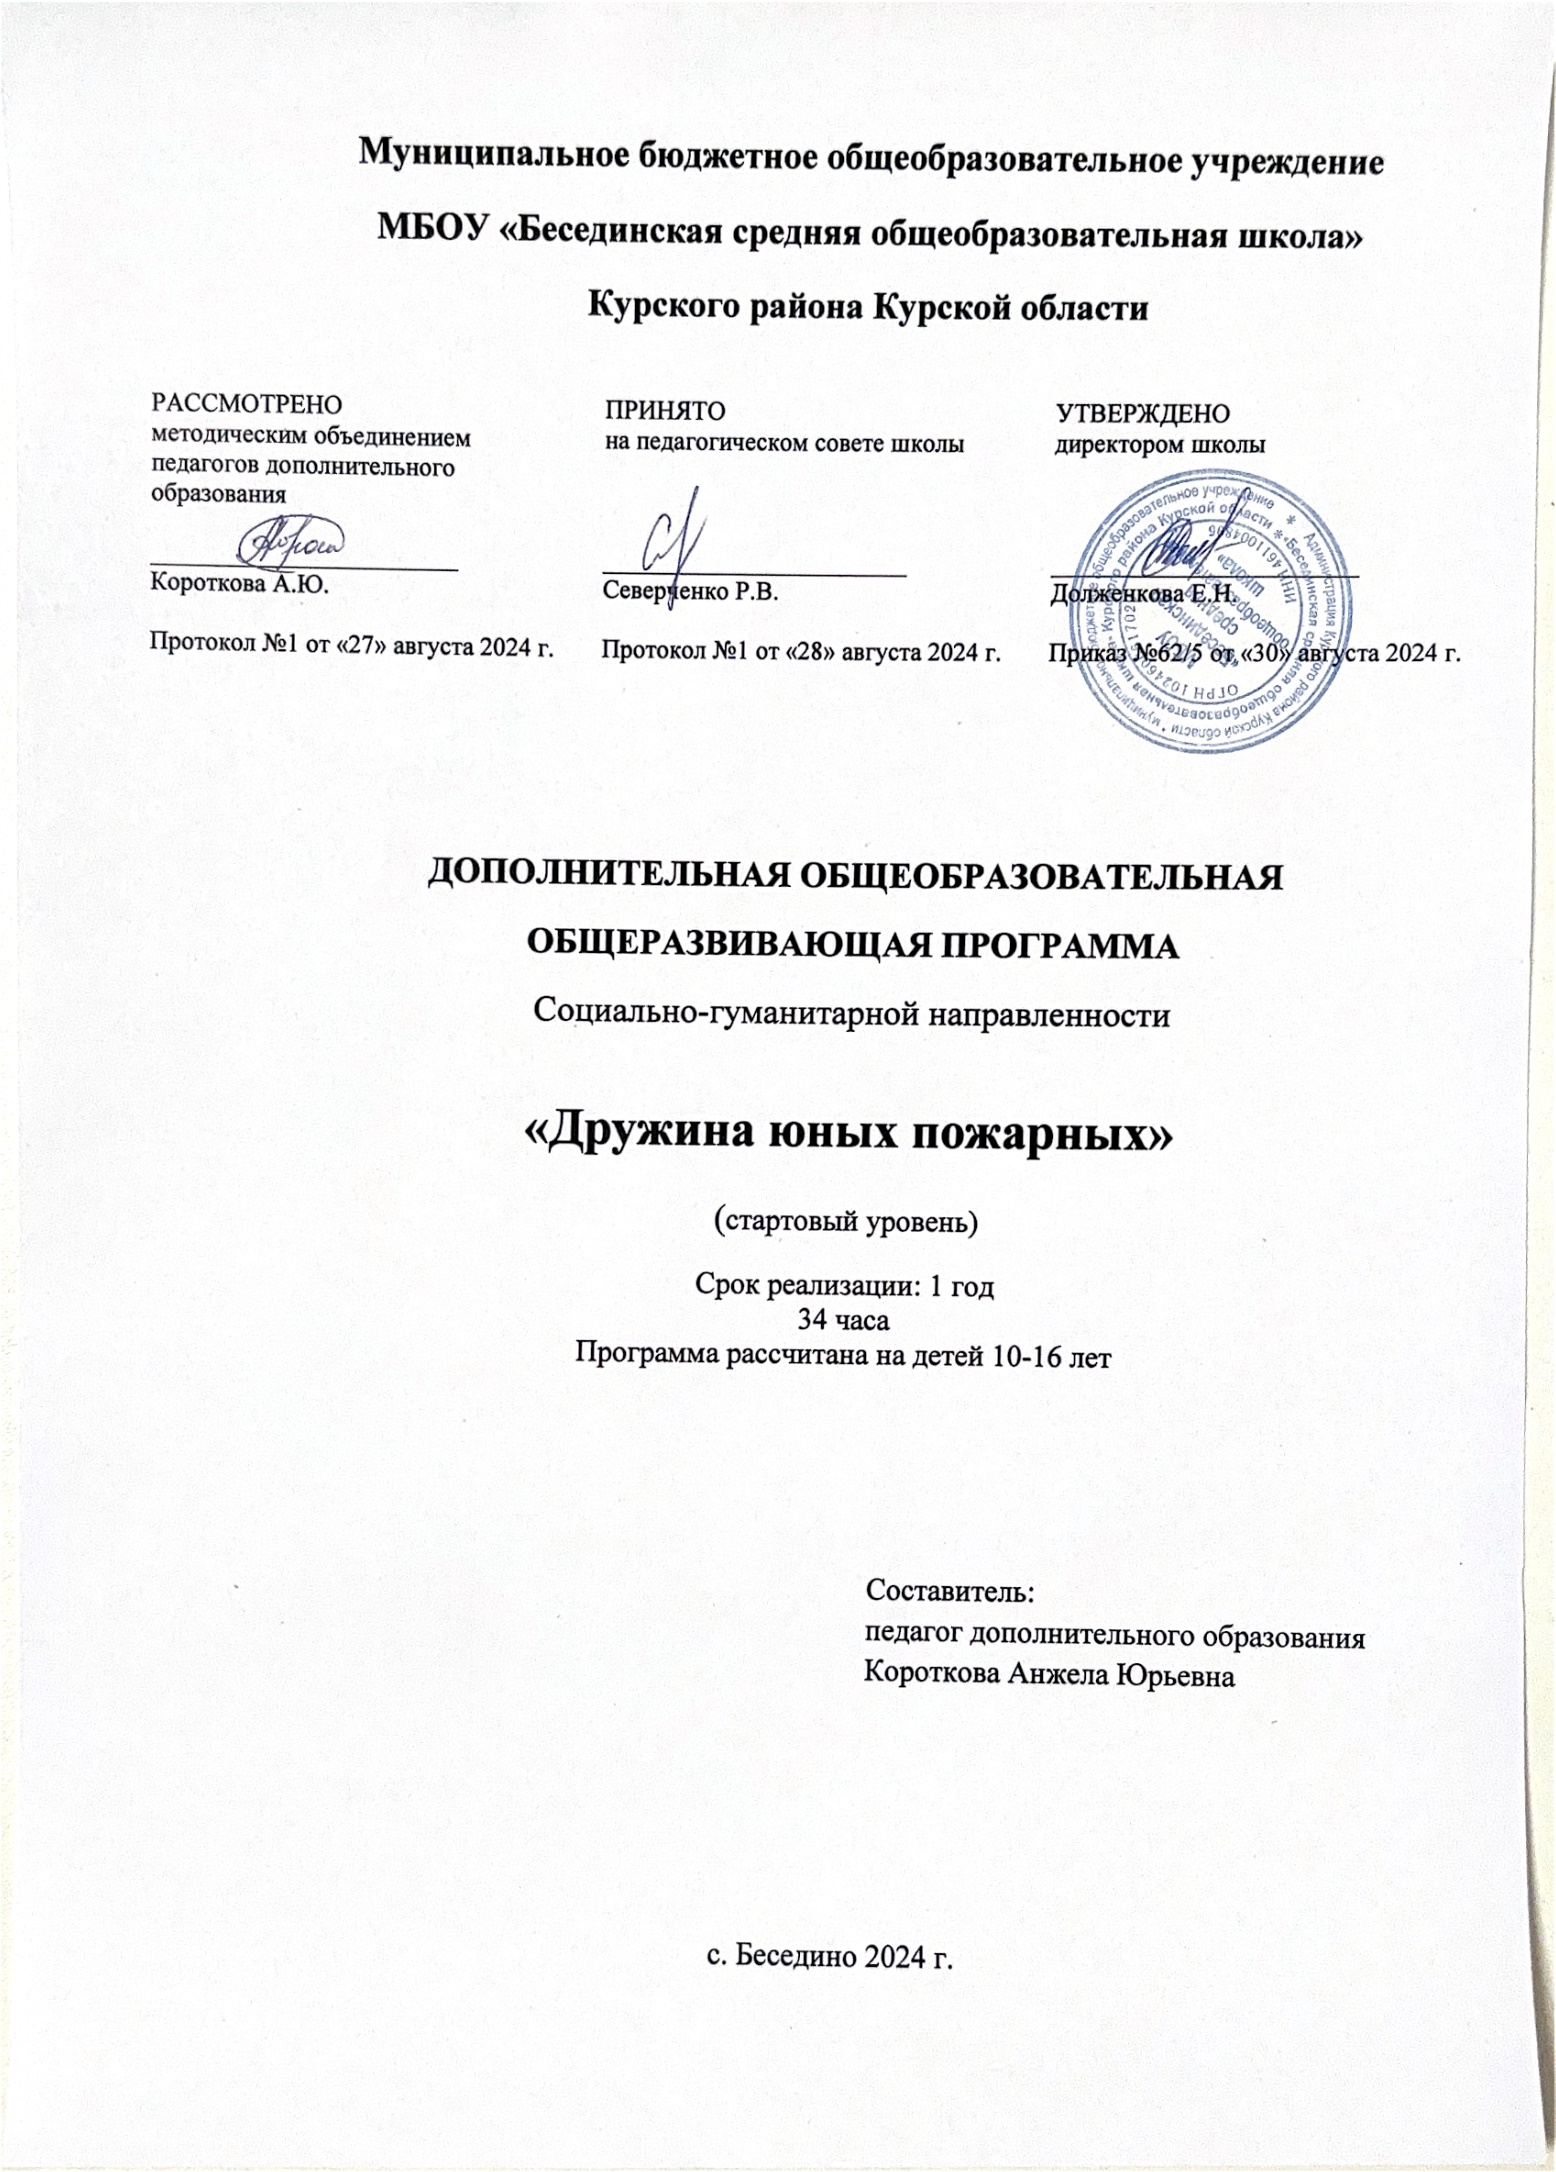 Муниципальное бюджетное общеобразовательное учреждение
МБОУ «Бесединская средняя общеобразовательная школа»
Курского района Курской области
РАССМОТРЕНО
методическим объединением
педагогов дополнительного
образования
Короткова А.Ю.
Протокол №1 от «27» августа 2024 г.
ПРИНЯТО
на педагогическом совете школы
Северченко Р.В.
Протокол №1 от «28» августа 2024 г.
УТВЕРЖДЕНО
директором школы
Долженкова Е.Н.
Приказ №62/5 от «30» августа 2024 г.
ДОПОЛНИТЕЛЬНАЯ ОБЩЕОБРАЗОВАТЕЛЬНАЯ
ОБЩЕРАЗВИВАЮЩАЯ ПРОГРАММА
Социально-гуманитарной направленности
«Дружина юных пожарных»
(стартовый уровень)
Срок реализации: 1 год
34 часа
Программа рассчитана на детей 10-16 лет
Составитель:
педагог дополнительного образования
Короткова Анжела Юрьевна
с. Беседино 2024 г.